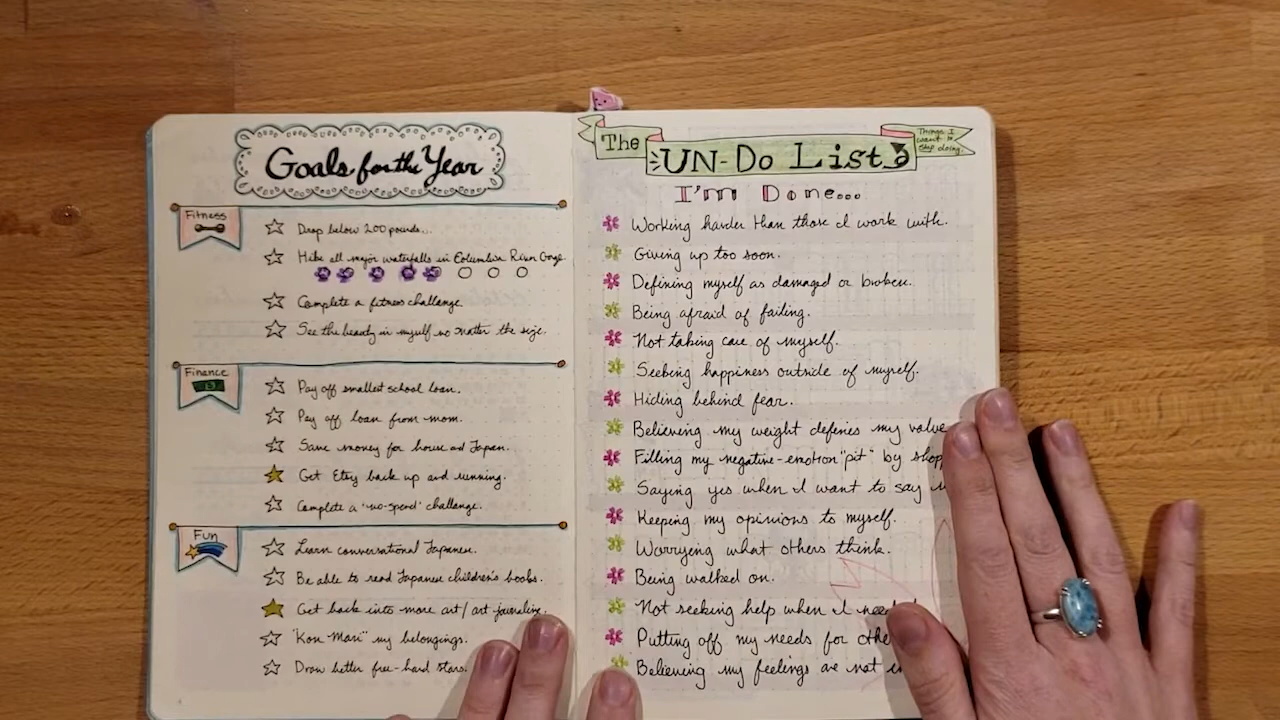 Goals for the Year
Fitness
Drop below 200 pounds...
Hike all major waterfalls in Columbia River Gorge
Complete a fitness challenge
See the beauty in myself no matter the size.
Finance
Pay off smallest school loan.
Pay off loan from mom.
Save money for house and Japan.
Get Etsy back up and running.
Complete a "no-spend" challenge.
Fun
Learn conversational Japanese.
Be able to read Japanese children's books.
Get back into more art/art journaling.
"Kon-Mari" my belongings.
Draw better free-hand stars.
The
UN-Do List
Things I
want to
stop doing.
I'm Done...
Working harder than those I work with.
Giving up too soon.
Defining myself as damaged or broken.
Being afraid of failing.
Not taking care of myself.
Seeking happiness outside of myself.
Hiding behind fear.
Believing my weight defines my value
Filling my negative-emotion "pit" by
Saying yes when I want to say
Keeping my opinions to myself.
Worrying what others think.
Being walked on.
Not seeking help when I need
Putting off my needs for
Believing my feelings are not